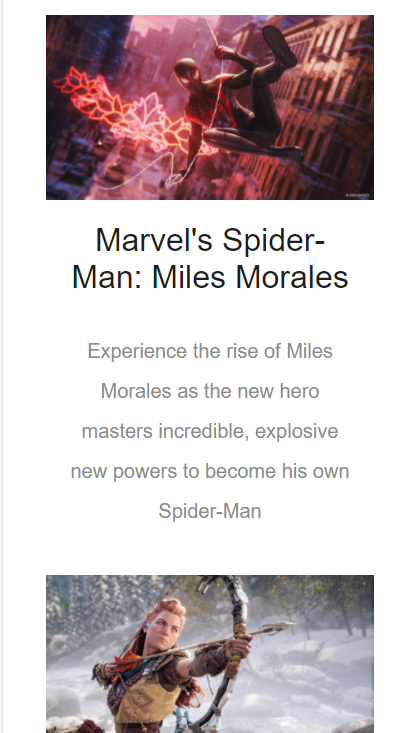 Marvel's Spider-
Man: Miles Morales
Experience the rise of Miles
Morales as the new hero
masters incredible, explosive
new powers to become his own
Spider-Man